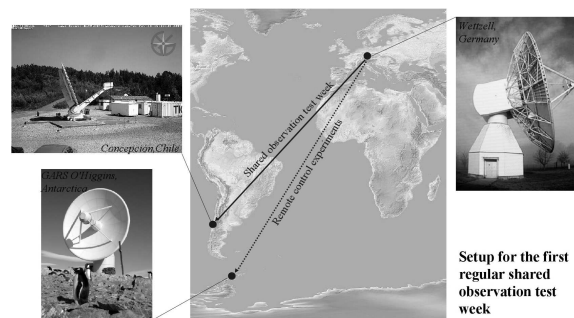 Concepción,Chile
GARS O'Higgins,
Antarctica
Shared observation test week
Remote control experiments
Wettzell,
Germany
Setup for the first
regular shared
observation test
week